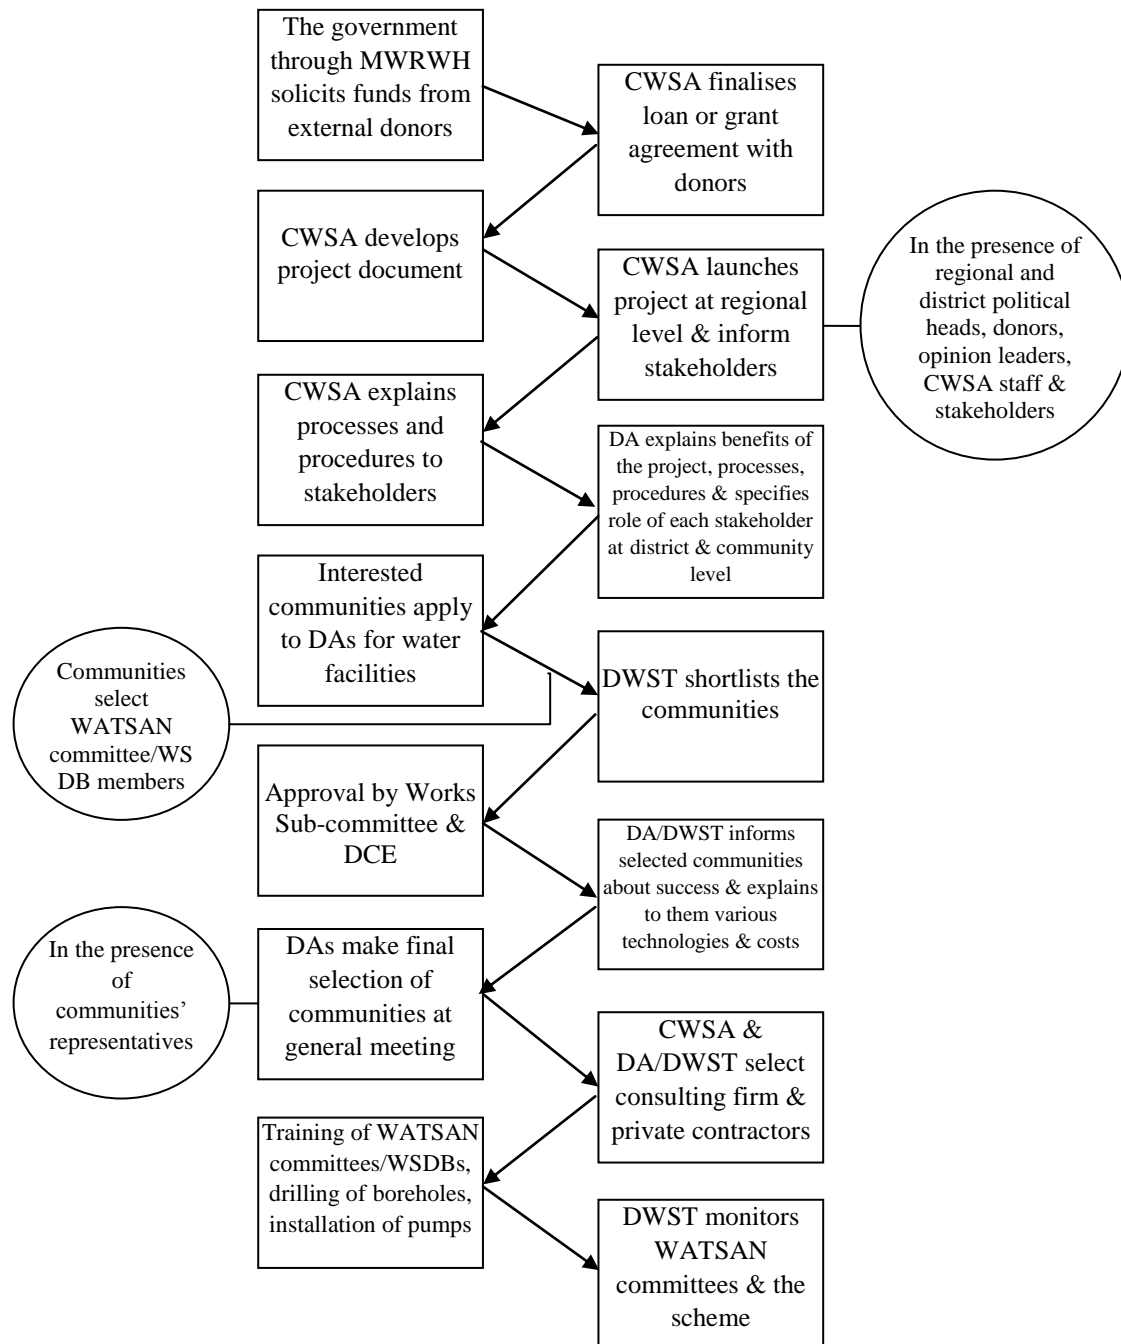 The government
through MWRWH
solicits funds from
external donors
CWSA finalises
loan or grant
agreement with
donors
CWSA develops
project document
CWSA launches
project at regional
level & inform
stakeholders
In the presence of
regional and
district political
heads, donors,
opinion leaders,
CWSA staff &
stakeholders
CWSA explains
processes and
procedures to
stakeholders
DA explains benefits of
the project, processes,
procedures & specifies
role of each stakeholder
at district & community
level
Interested
communities apply
to DAs for water
facilities
Communities
select
WATSAN
committee/WS
DB members
DWST shortlists the
communities
Approval by Works
Sub-committee &
DCE
DA/DWST informs
selected communities
about success & explains
to them various
technologies & costs
In the presence
of
communities’
representatives
DAs make final
selection of
communities at
general meeting
CWSA &
DA/DWST select
consulting firm &
private contractors
Training of WATSAN
committees/WSDBs,
drilling of boreholes,
installation of pumps
DWST monitors
WATSAN
committees & the
scheme